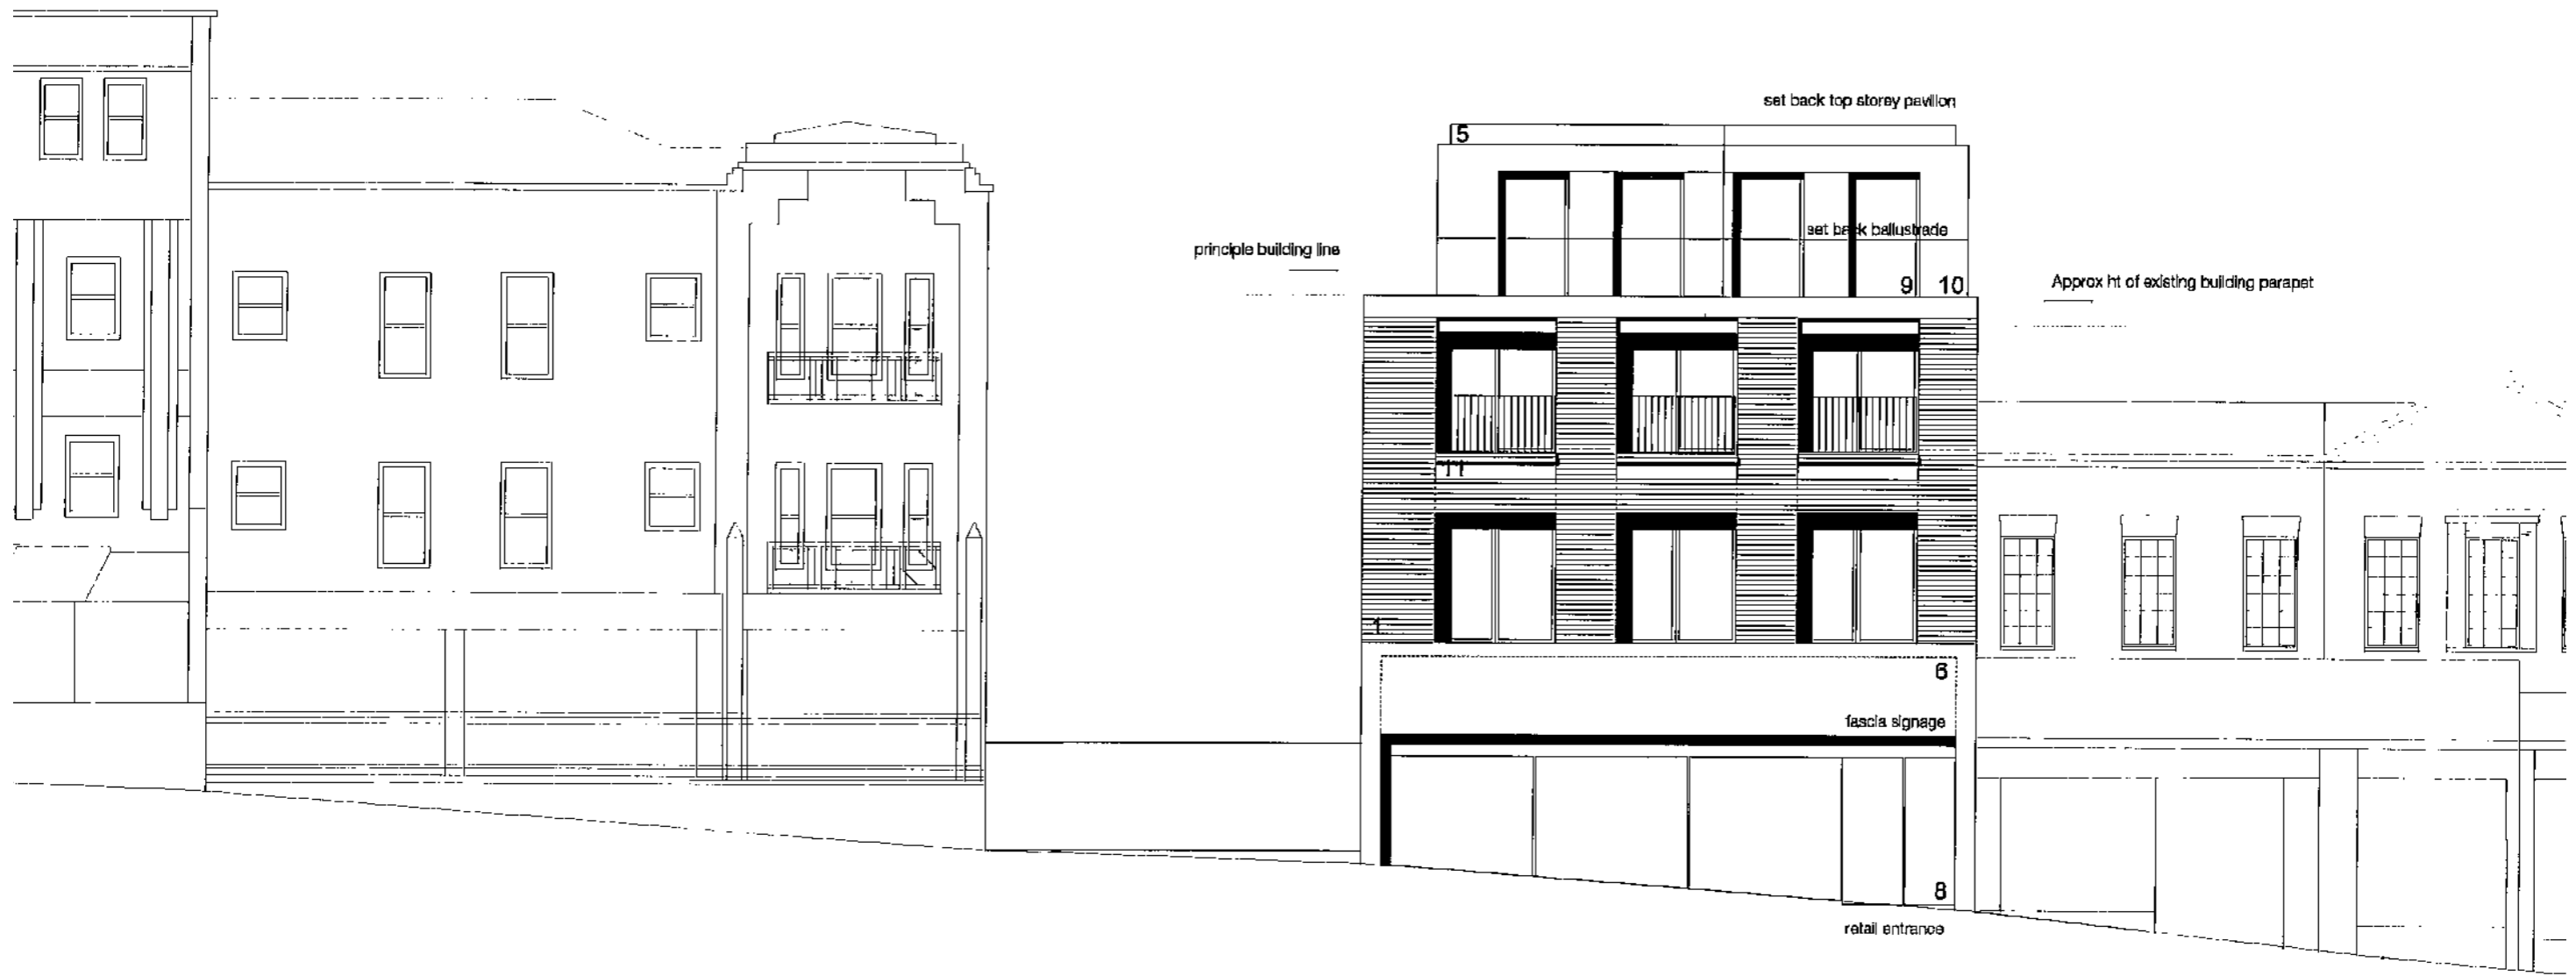 set back top storey pavilion
5
set back ballustrade
principle building line
9 10
Approx ht of existing building parapet
11
1
6
fascia signage
8
retail entrance